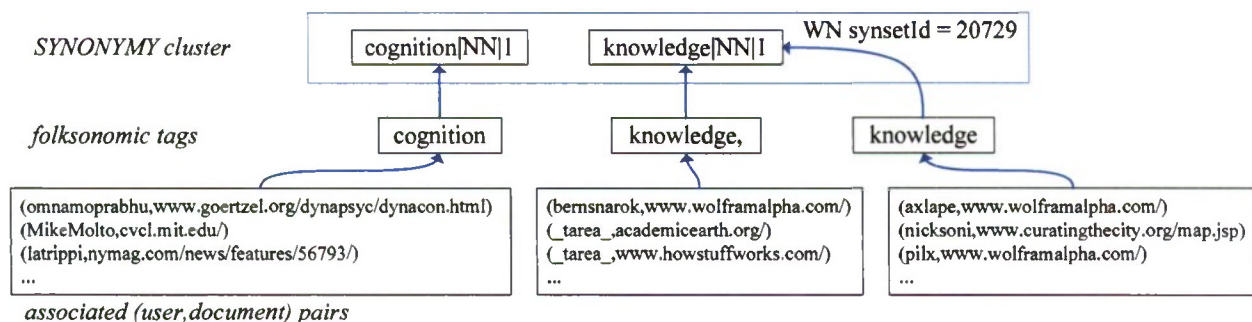 SYNONYMY cluster
cognition|NN|1
knowledge|NN|1
WN synsetId = 20729
folksonomic tags
cognition
knowledge,
knowledge
(omnamoprabhu,www.goertzel.org/dynapsyc/dynacon.html)
(MikeMolto,cvcl.mit.edu/)
(latrippi,nymag.com/news/features/56793/)
...
(bernsnarok,www.wolframalpha.com/)
(_tarea_,academicearth.org/)
(_tarea_,www.howstuffworks.com/)
...
(axlape,www.wolframalpha.com/)
(nicksoni,www.curatingthecity.org/map.jsp)
(pilx,www.wolframalpha.com/)
...
associated (user,document) pairs